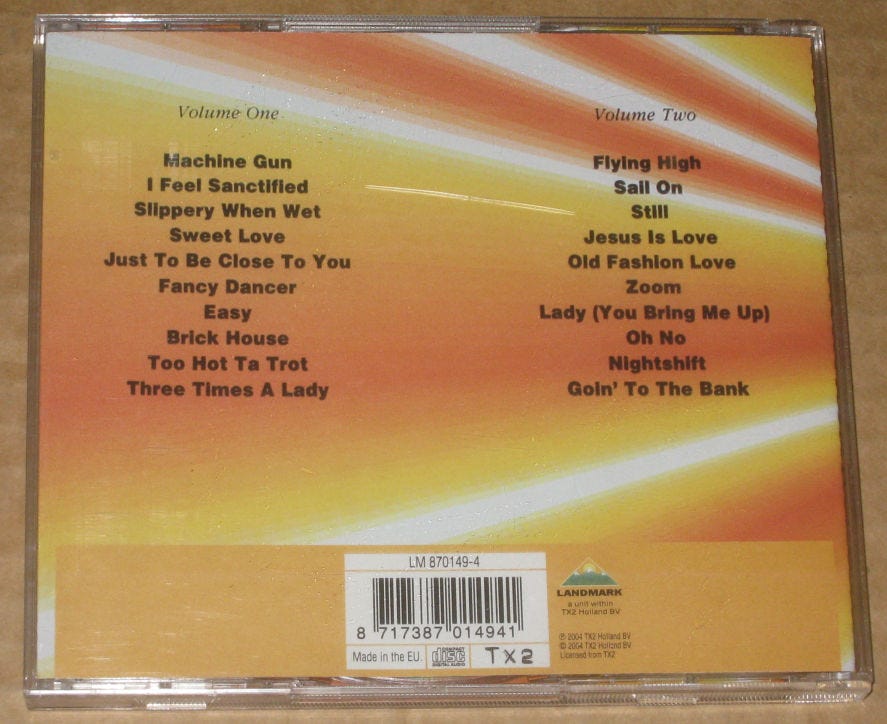 Volume One
Machine Gun
I Feel Sanctified
Slippery When Wet
Sweet Love
Just To Be Close To You
Fancy Dancer
Easy
Brick House
Too Hot Ta Trot
Three Times A Lady
Volume Two
Flying High
Sail On
Still
Jesus Is Love
Old Fashion Love
Zoom
Lady (You Bring Me Up)
Oh No
Nightshift
Goin' To The Bank
LM 870149-4
8 717387 014941
Made in the EU.
COMPACT
disc
DIGITAL AUDIO
TX2
LANDMARK
a unit within
TX2 Holland BV
℗ 2004 TX2 Holland BV
© 2004 TX2 Holland BV
Licensed from TX2